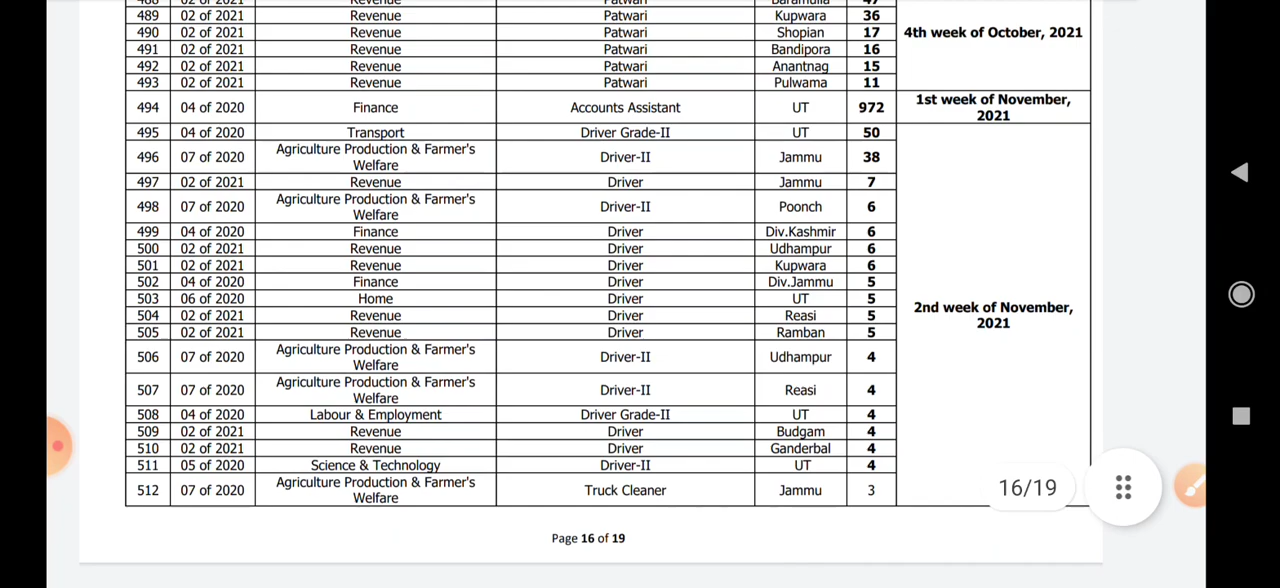 488 02 of 2021 Revenue Patwari Baramulla 47
489 02 of 2021 Revenue Patwari Kupwara 36
490 02 of 2021 Revenue Patwari Shopian 17 4th week of October, 2021
491 02 of 2021 Revenue Patwari Bandipora 16
492 02 of 2021 Revenue Patwari Anantnag 15
493 02 of 2021 Revenue Patwari Pulwama 11
494 04 of 2020 Finance Accounts Assistant UT 972 1st week of November,
2021
495 04 of 2020 Transport Driver Grade-II UT 50
496 07 of 2020 Agriculture Production & Farmer's
Welfare Driver-II Jammu 38
497 02 of 2021 Revenue Driver Jammu 7
498 07 of 2020 Agriculture Production & Farmer's
Welfare Driver-II Poonch 6
499 04 of 2020 Finance Driver Div.Kashmir 6
500 02 of 2021 Revenue Driver Udhampur 6
501 02 of 2021 Revenue Driver Kupwara 6
502 04 of 2020 Finance Driver Div.Jammu 5
503 06 of 2020 Home Driver UT 5
504 02 of 2021 Revenue Driver Reasi 5 2nd week of November,
2021
505 02 of 2021 Revenue Driver Ramban 5
506 07 of 2020 Agriculture Production & Farmer's
Welfare Driver-II Udhampur 4
507 07 of 2020 Agriculture Production & Farmer's
Welfare Driver-II Reasi 4
508 04 of 2020 Labour & Employment Driver Grade-II UT 4
509 02 of 2021 Revenue Driver Budgam 4
510 02 of 2021 Revenue Driver Ganderbal 4
511 05 of 2020 Science & Technology Driver-II UT 4
512 07 of 2020 Agriculture Production & Farmer's
Welfare Truck Cleaner Jammu 3
16/19
Page 16 of 19